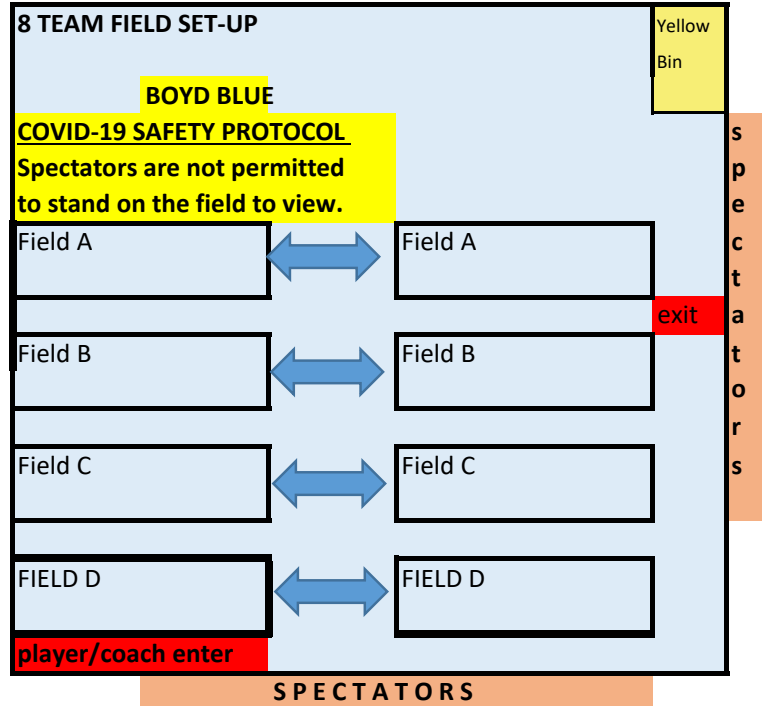 8 TEAM FIELD SET-UP
Yellow
Bin
BOYD BLUE
COVID-19 SAFETY PROTOCOL
Spectators are not permitted
to stand on the field to view.
Field A
Field A
exit
Field B
Field B
Field C
Field C
FIELD D
FIELD D
player/coach enter
spectators
SPECTATORS